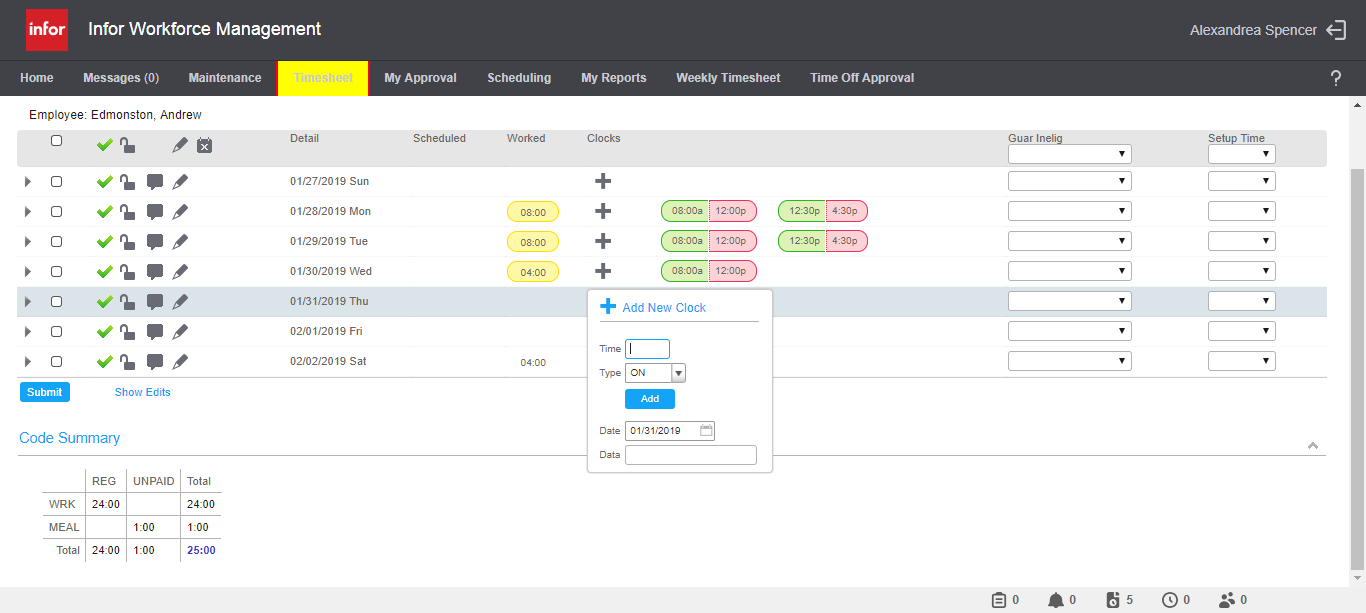 infor Infor Workforce Management Alexandrea Spencer
Home Messages (0) Maintenance Timesheet My Approval Scheduling My Reports Weekly Timesheet Time Off Approval ?
Employee: Edmonston, Andrew
Detail Scheduled Worked Clocks Guar Inelig Setup Time
01/27/2019 Sun
01/28/2019 Mon 08:00 08:00a 12:00p 12:30p 4:30p
01/29/2019 Tue 08:00 08:00a 12:00p 12:30p 4:30p
01/30/2019 Wed 04:00 08:00a 12:00p
01/31/2019 Thu
02/01/2019 Fri
02/02/2019 Sat 04:00
Add New Clock
Time
Type ON
Add
Date 01/31/2019
Data
Submit Show Edits
Code Summary
REG UNPAID Total
WRK 24:00 24:00
MEAL 1:00 1:00
Total 24:00 1:00 25:00
0 0 5 0 0